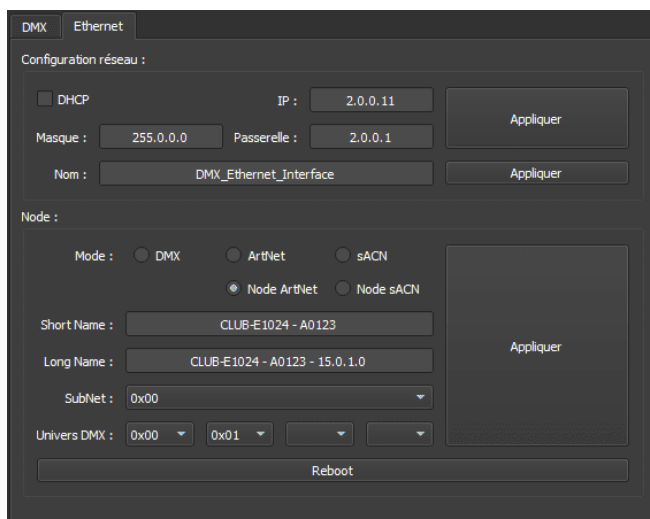 DMX Ethernet
Configuration réseau :
DHCP IP : 2.0.0.11 Appliquer
Masque : 255.0.0.0 Passerelle : 2.0.0.1
Nom : DMX_Ethernet_Interface Appliquer
Node :
Mode : DMX ArtNet sACN
Node ArtNet Node sACN
Short Name : CLUB-E1024 - A0123
Long Name : CLUB-E1024 - A0123 - 15.0.1.0 Appliquer
SubNet : 0x00
Univers DMX : 0x00 0x01
Reboot